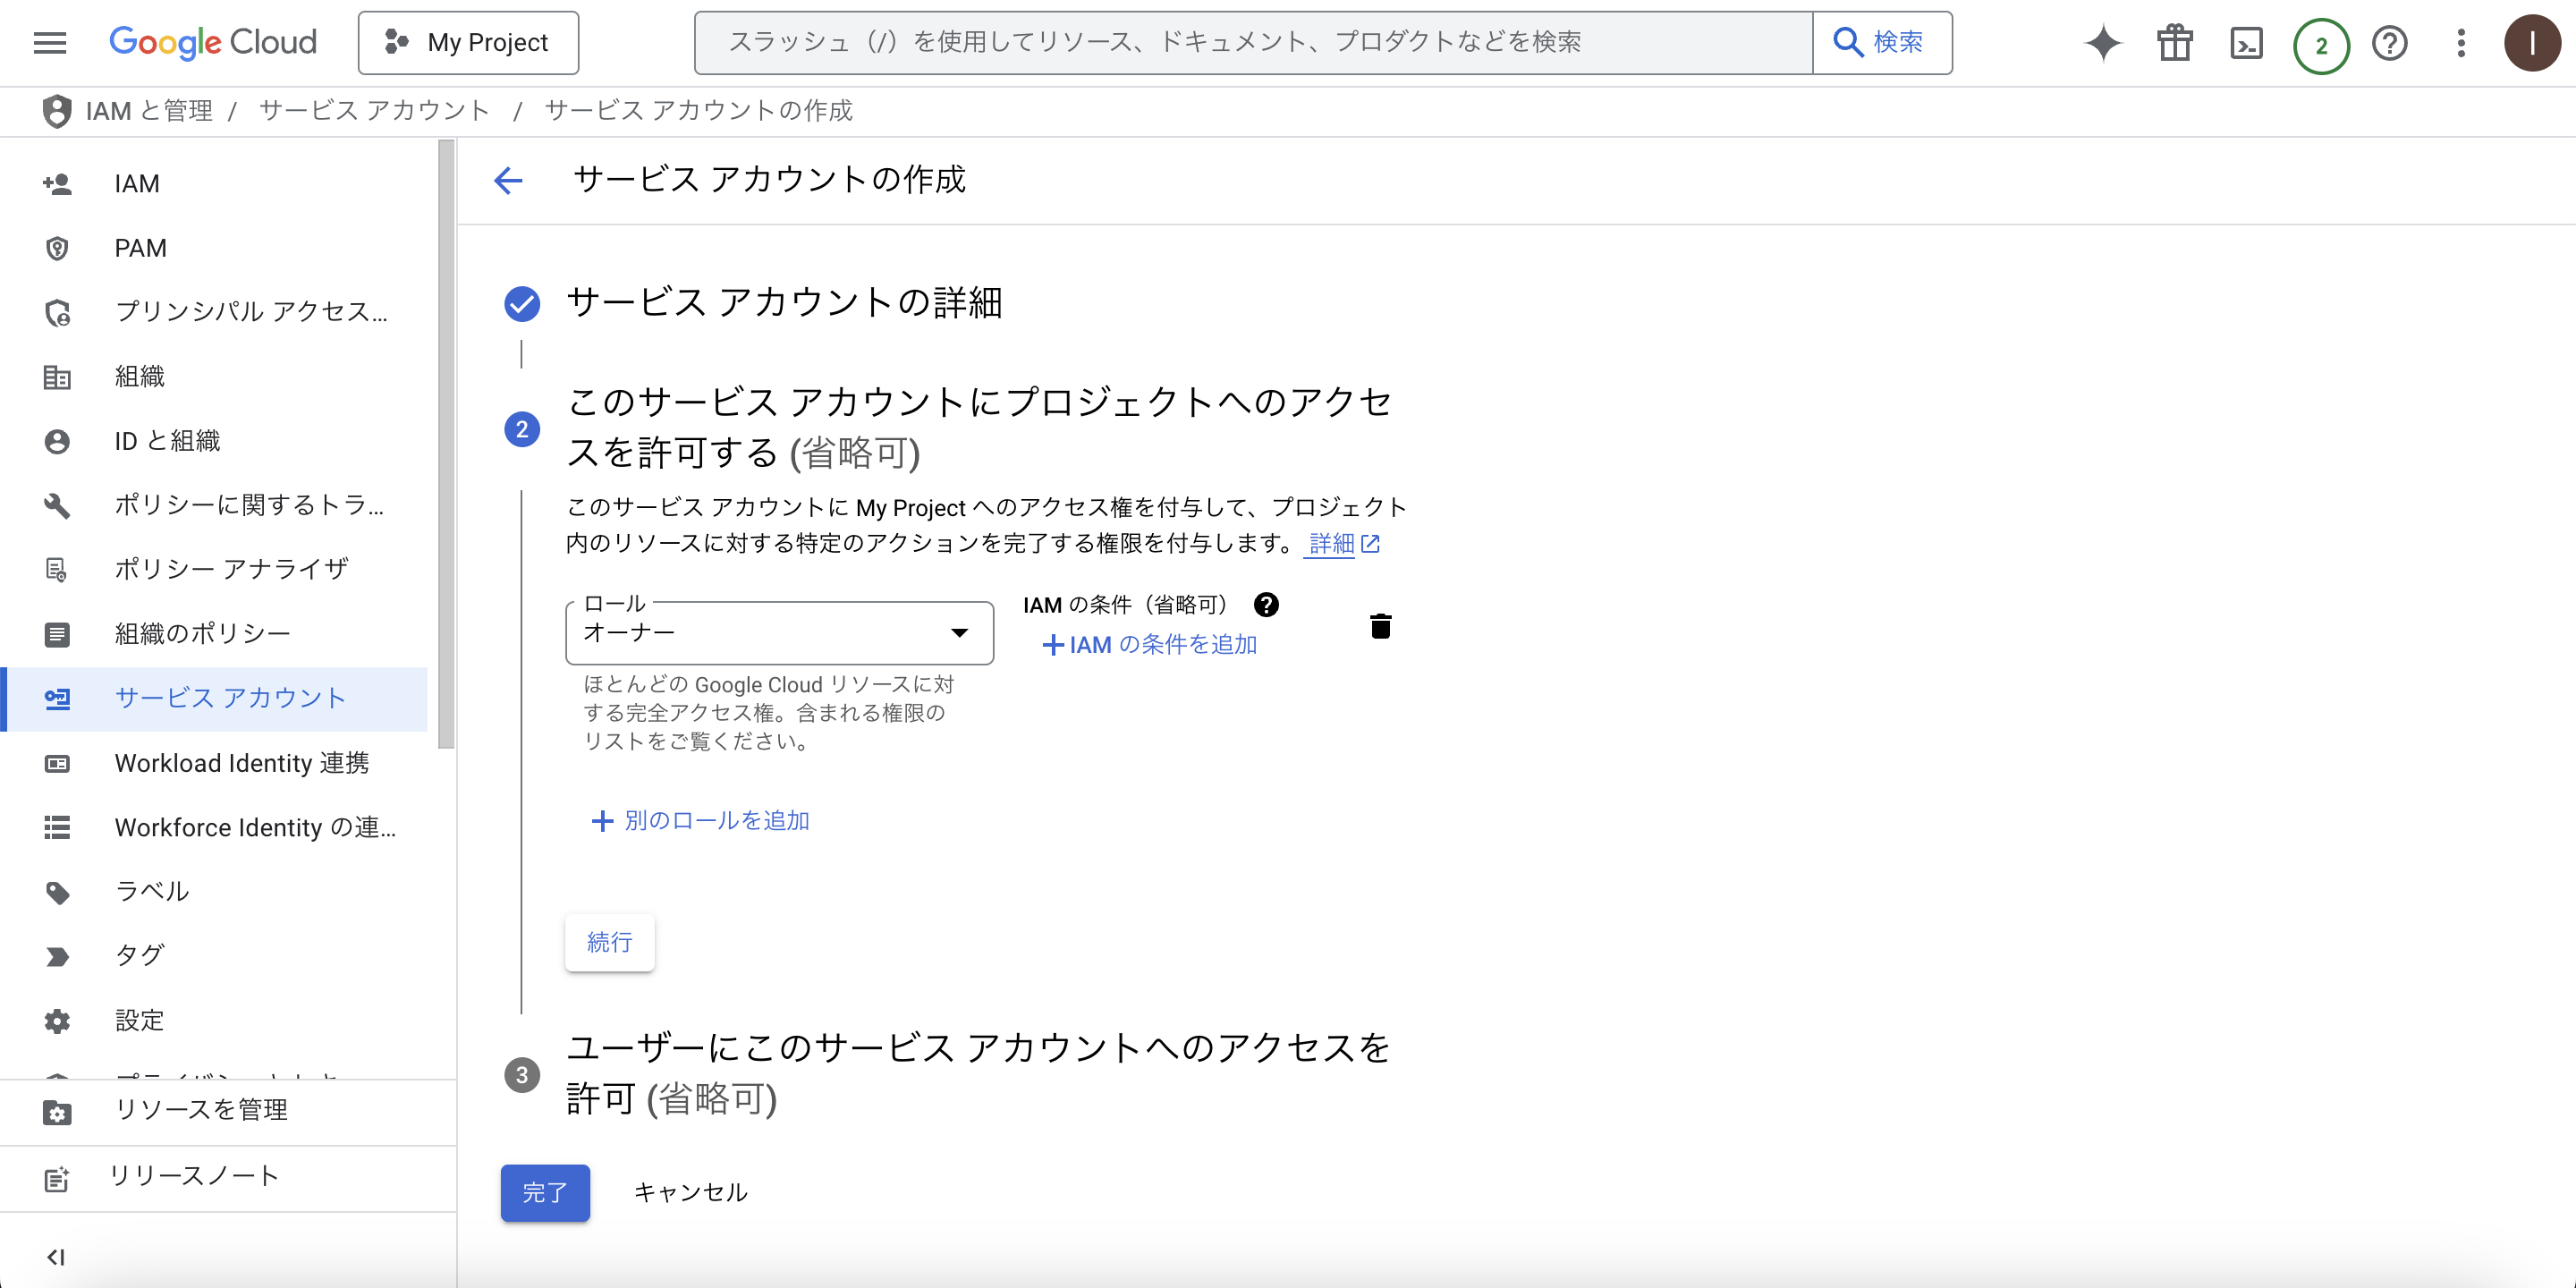 Google Cloud
My Project
スラッシュ（/）を使用してリソース、ドキュメント、プロダクトなどを検索
検索
2
I
IAM と管理 / サービス アカウント / サービス アカウントの作成
IAM
PAM
プリンシパル アクセス...
組織
ID と組織
ポリシーに関するトラ...
ポリシー アナライザ
組織のポリシー
サービス アカウント
Workload Identity 連携
Workforce Identity の連...
ラベル
タグ
設定
リソースを管理
リリースノート
サービス アカウントの作成
サービス アカウントの詳細
2
このサービス アカウントにプロジェクトへのアクセ
スを許可する (省略可)
このサービス アカウントに My Project へのアクセス権を付与して、プロジェクト
内のリソースに対する特定のアクションを完了する権限を付与します。 詳細
ロール
オーナー
IAM の条件（省略可）
IAM の条件を追加
ほとんどの Google Cloud リソースに対
する完全アクセス権。含まれる権限の
リストをご覧ください。
別のロールを追加
続行
3
ユーザーにこのサービス アカウントへのアクセスを
許可 (省略可)
完了
キャンセル